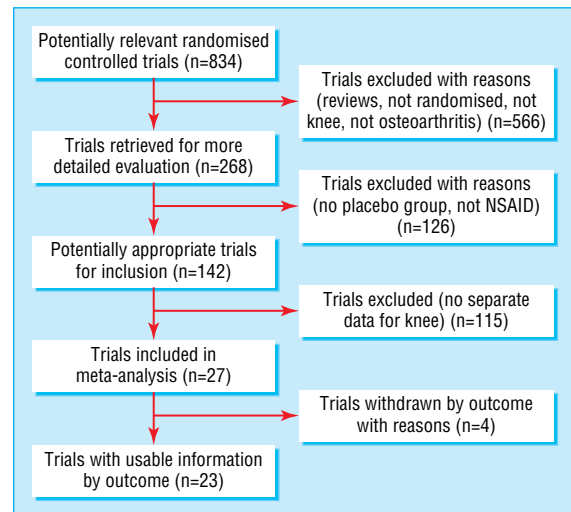 Potentially relevant randomised
controlled trials (n=834)
Trials excluded with reasons
(reviews, not randomised, not
knee, not osteoarthritis) (n=566)
Trials retrieved for more
detailed evaluation (n=268)
Trials excluded with reasons
(no placebo group, not NSAID)
(n=126)
Potentially appropriate trials
for inclusion (n=142)
Trials excluded (no separate
data for knee) (n=115)
Trials included in
meta-analysis (n=27)
Trials withdrawn by outcome
with reasons (n=4)
Trials with usable information
by outcome (n=23)